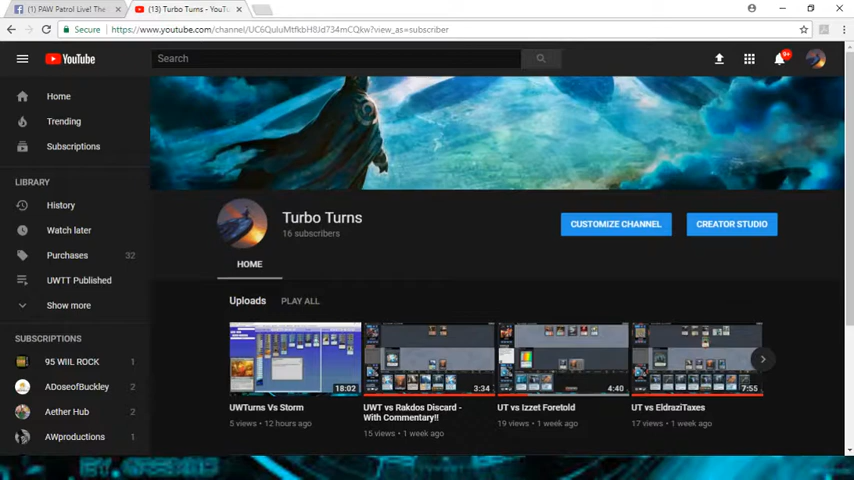 (1) PAW Patrol Live! The
(13) Turbo Turns - YouTu
Secure
https://www.youtube.com/channel/UC6QuluMtfkbH8Jd734mCQkw?view_as=subscriber
YouTube
Search
9+
Home
Trending
Subscriptions
LIBRARY
History
Watch later
Purchases 32
UWTT Published
Show more
SUBSCRIPTIONS
95 WIIL ROCK 1
ADoseofBuckley 2
Aether Hub 2
AWproductions 1
Turbo Turns
16 subscribers
CUSTOMIZE CHANNEL
CREATOR STUDIO
HOME
Uploads PLAY ALL
18:02
3:34
4:40
7:55
UWTurns Vs Storm
5 views • 12 hours ago
UWT vs Rakdos Discard -
With Commentary!!
15 views • 1 week ago
UT vs Izzet Foretold
19 views • 1 week ago
UT vs EldraziTaxes
17 views • 1 week ago